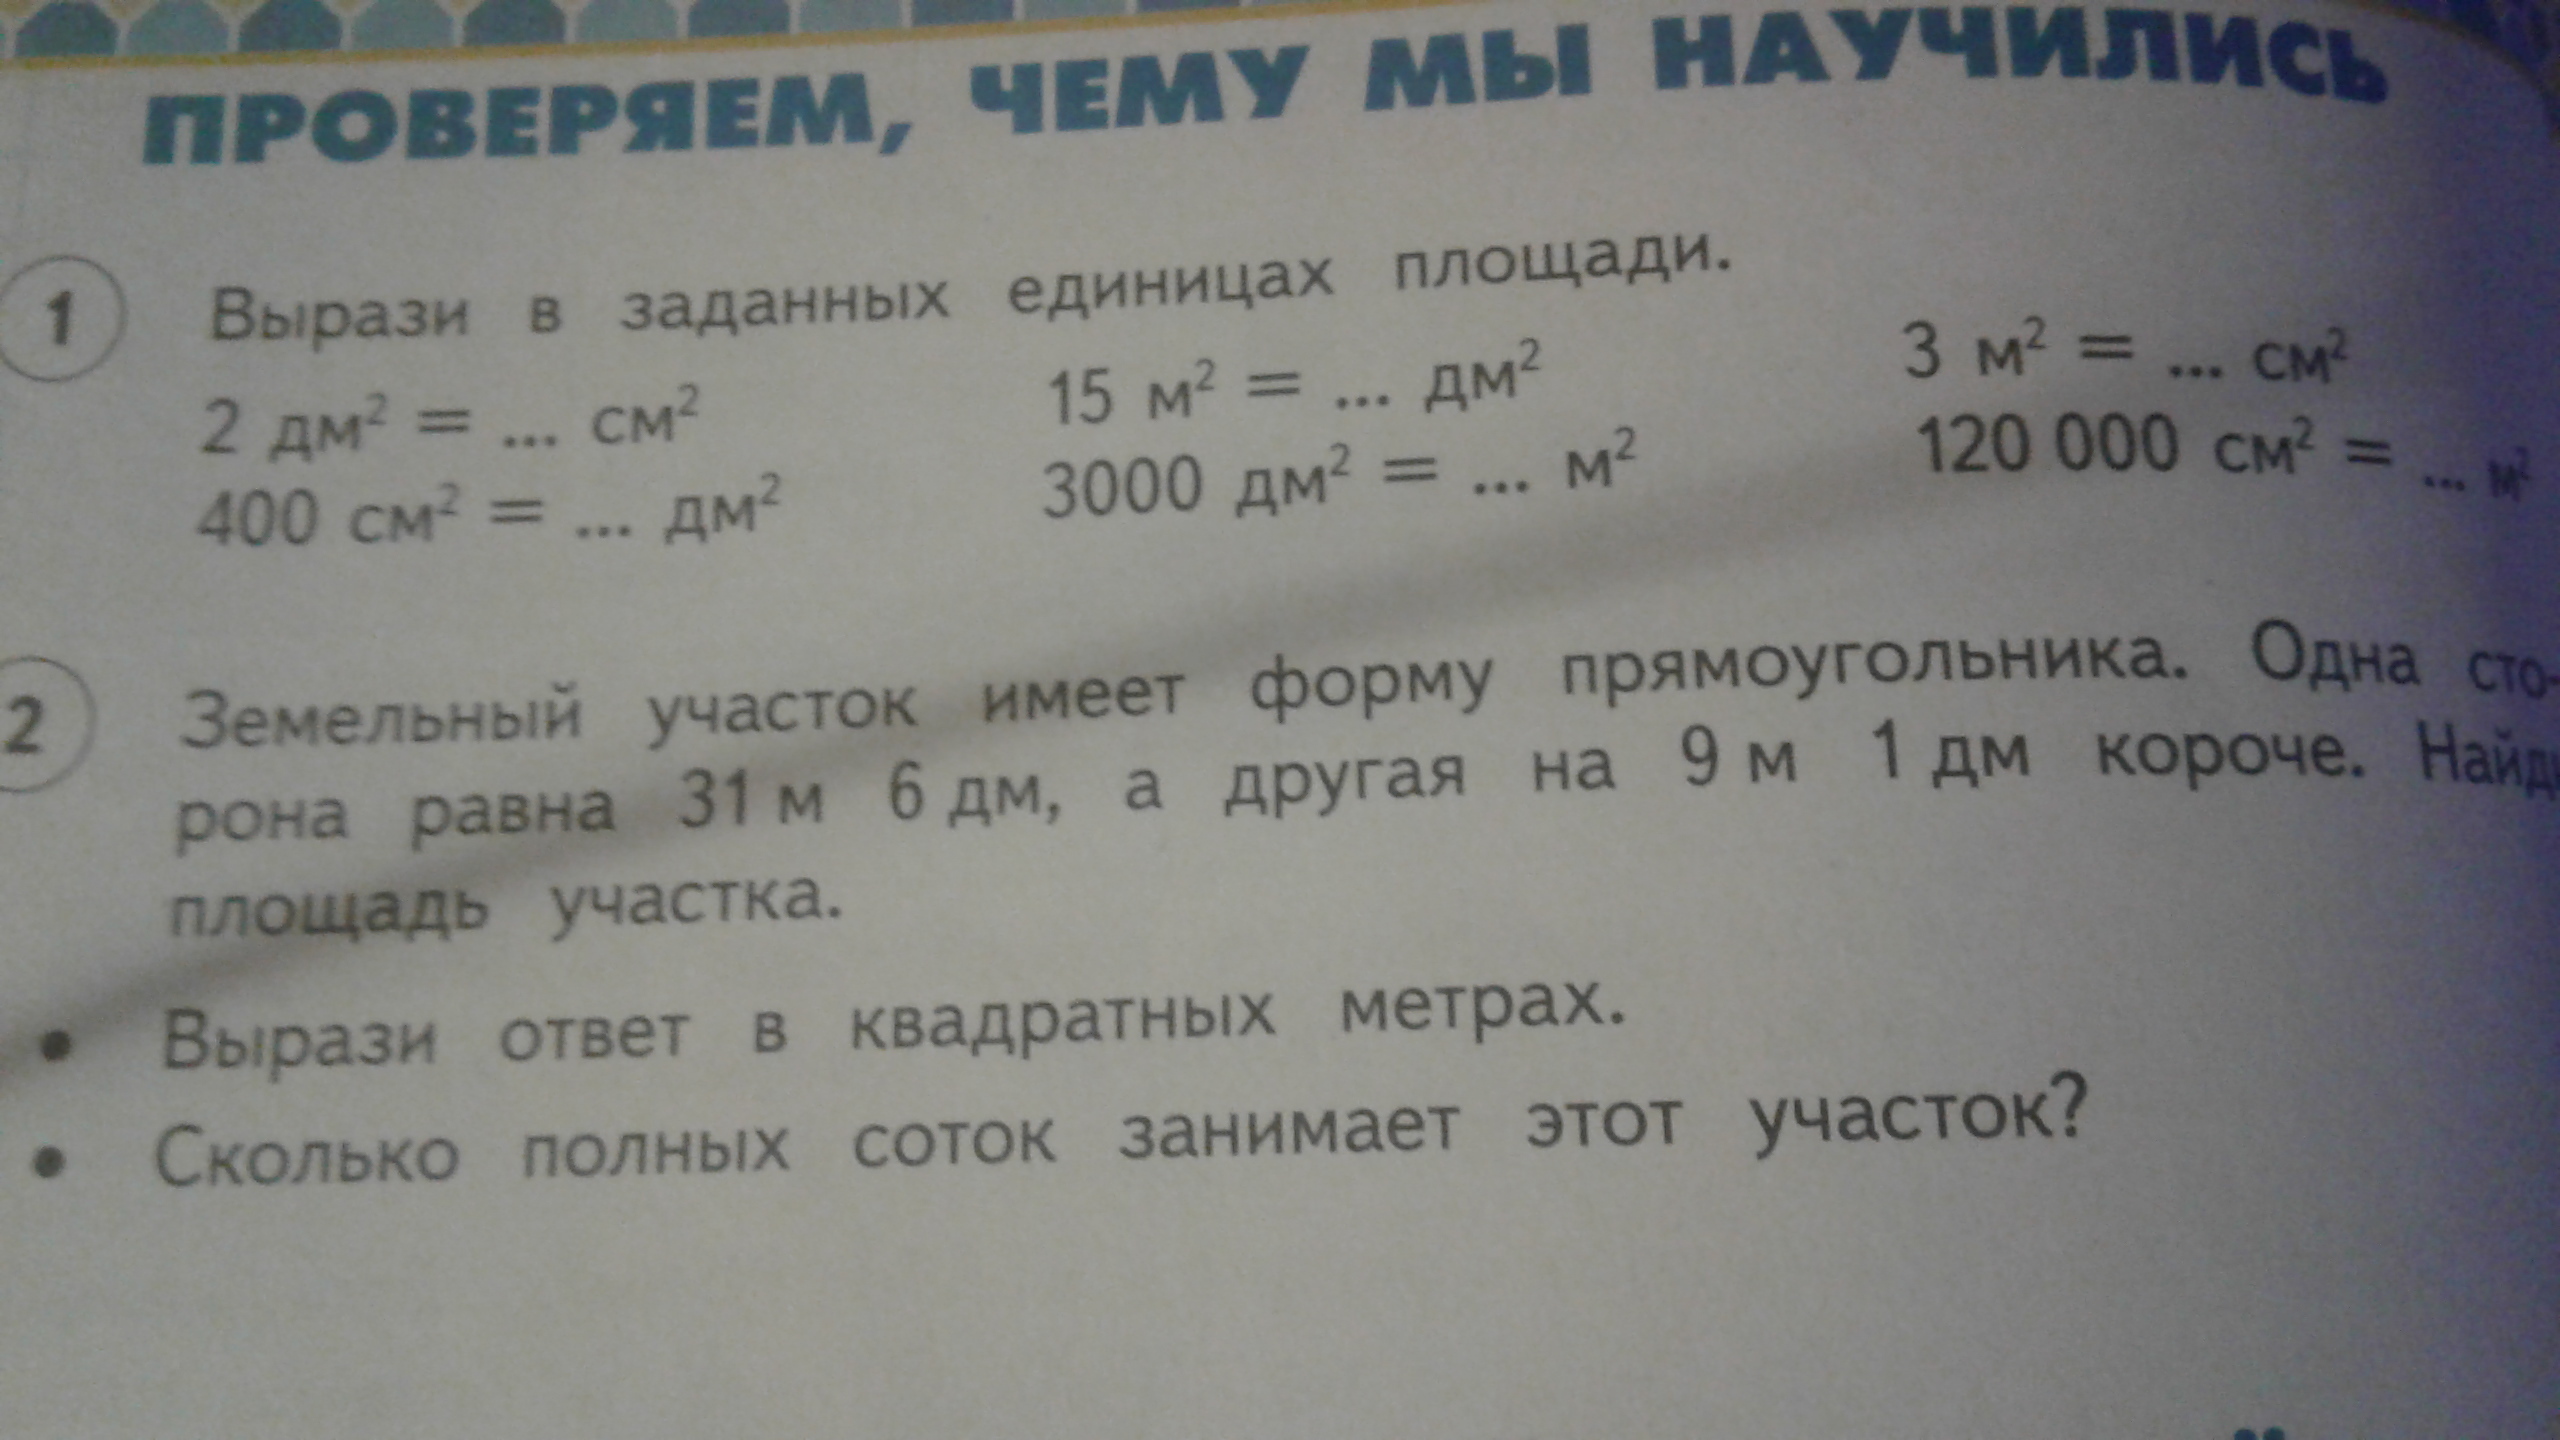 ПРОВЕРЯЕМ, ЧЕМУ МЫ НАУЧИЛИСЬ
1 Вырази в заданных единицах площади.
2 дм² = ... см² 15 м² = ... дм² 3 м² = ... см²
400 см² = ... дм² 3000 дм² = ... м² 120 000 см² = ... м²
2 Земельный участок имеет форму прямоугольника. Одна сто-
рона равна 31 м 6 дм, а другая на 9 м 1 дм короче. Найди
площадь участка.
• Вырази ответ в квадратных метрах.
• Сколько полных соток занимает этот участок?